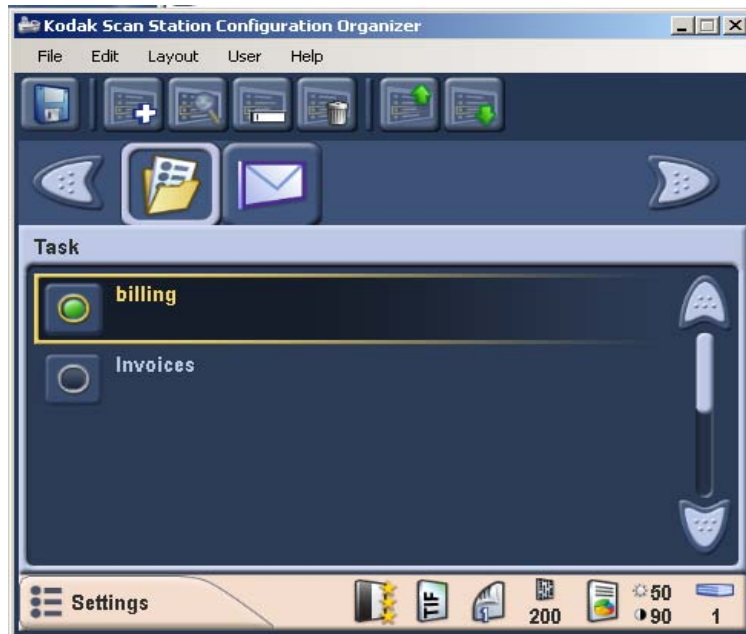 Kodak Scan Station Configuration Organizer
File Edit Layout User Help
Task
billing
Invoices
Settings
TIF
1
200
50
90
1